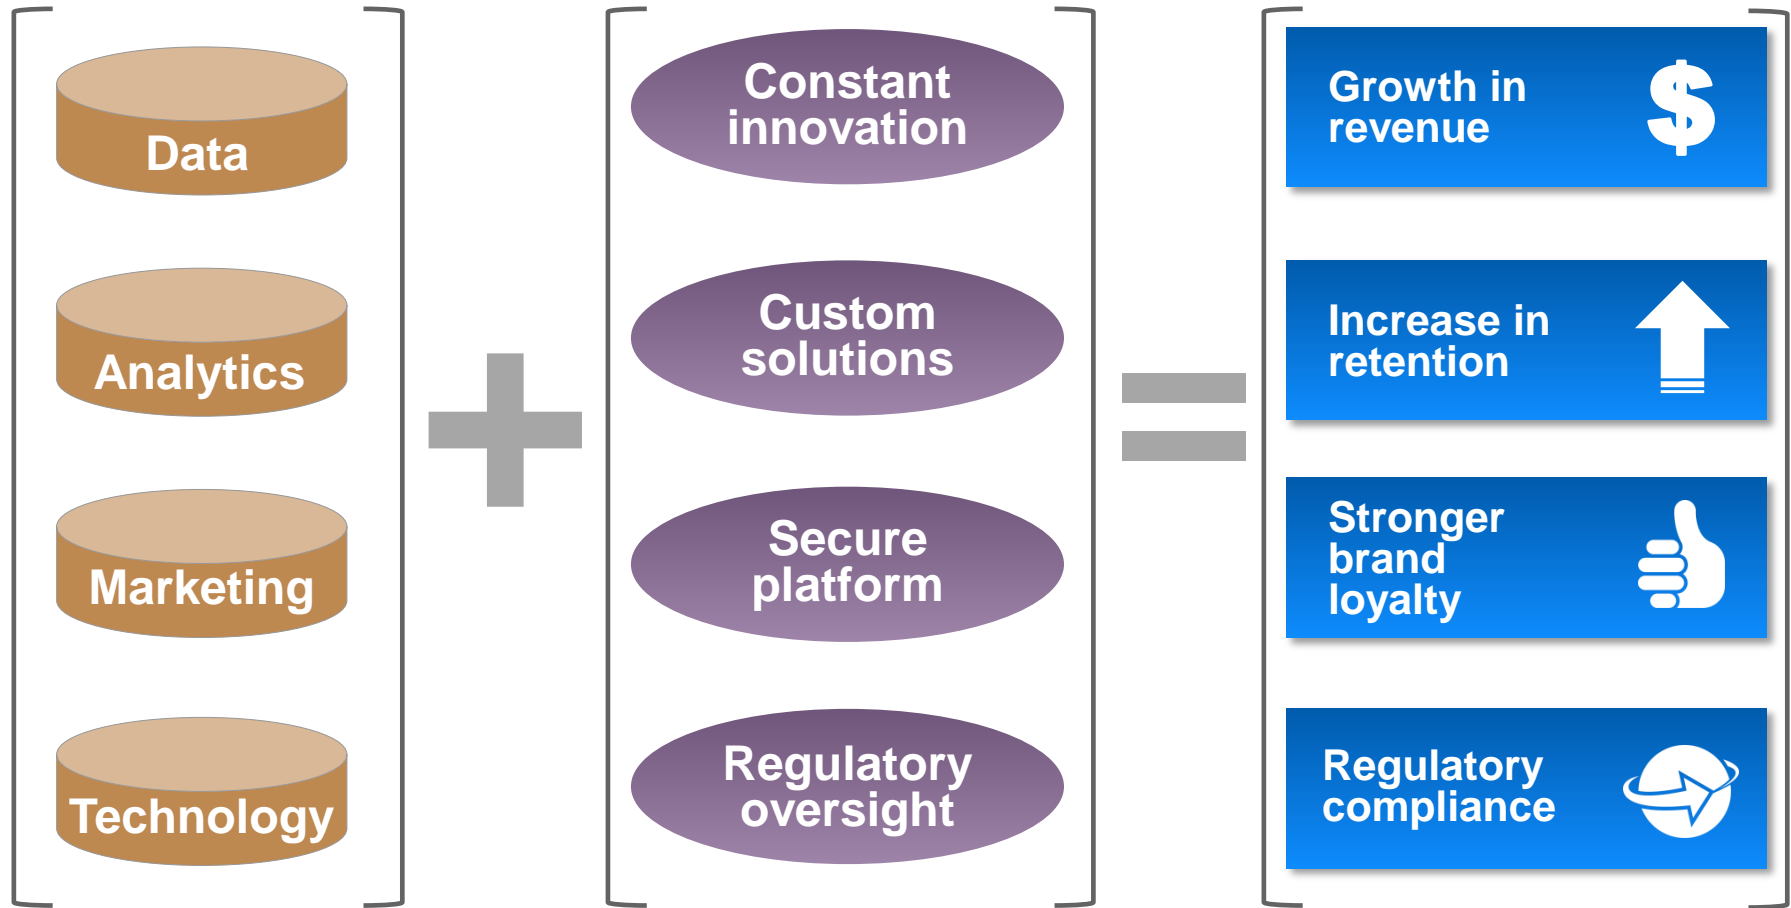 Data
Analytics
Marketing
Technology
Constant
innovation
Custom
solutions
Secure
platform
Regulatory
oversight
Growth in
revenue
$
Increase in
retention
Stronger
brand
loyalty
Regulatory
compliance